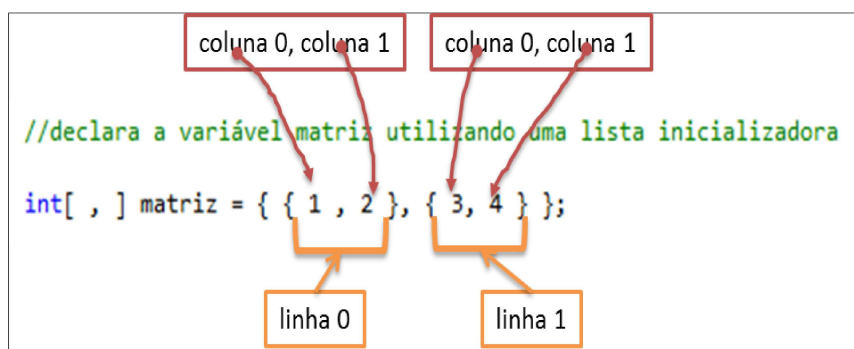 coluna 0, coluna 1
coluna 0, coluna 1
//declara a variável matriz utilizando uma lista inicializadora
int[ , ] matriz = { { 1 , 2 }, { 3, 4 } };
linha 0
linha 1